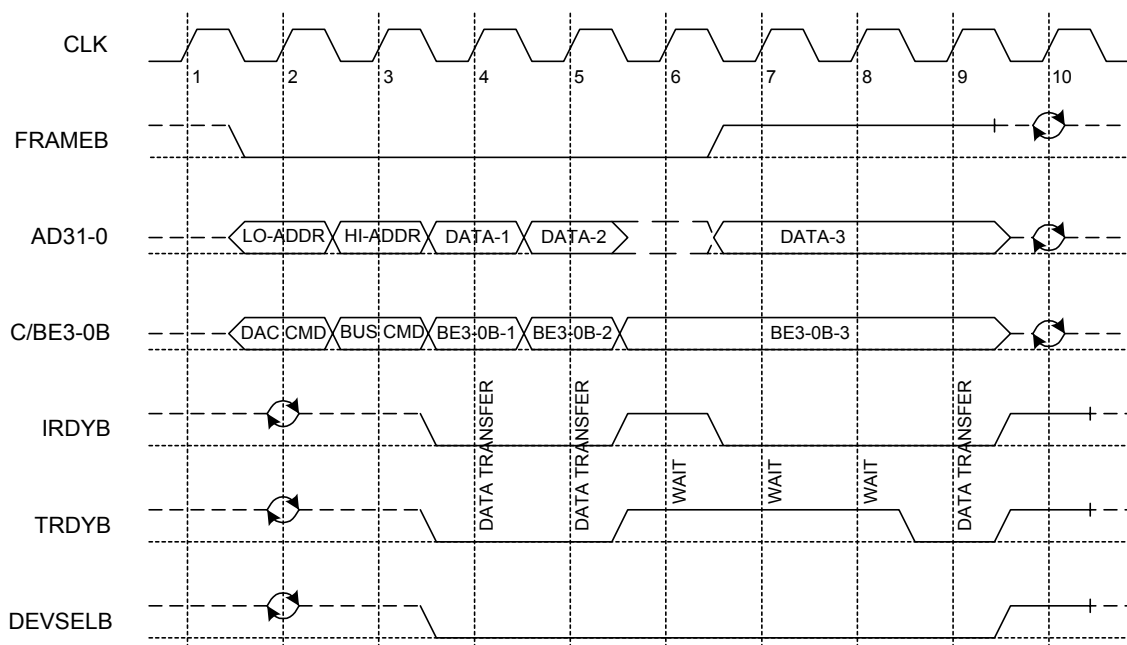 CLK
1 2 3 4 5 6 7 8 9 10
FRAMEB
AD31-0 LO-ADDR HI-ADDR DATA-1 DATA-2 DATA-3
C/BE3-0B DAC CMD BUS CMD BE3-0B-1 BE3-0B-2 BE3-0B-3
IRDYB
DATA TRANSFER
DATA TRANSFER
WAIT
WAIT
WAIT
DATA TRANSFER
TRDYB
DEVSELB